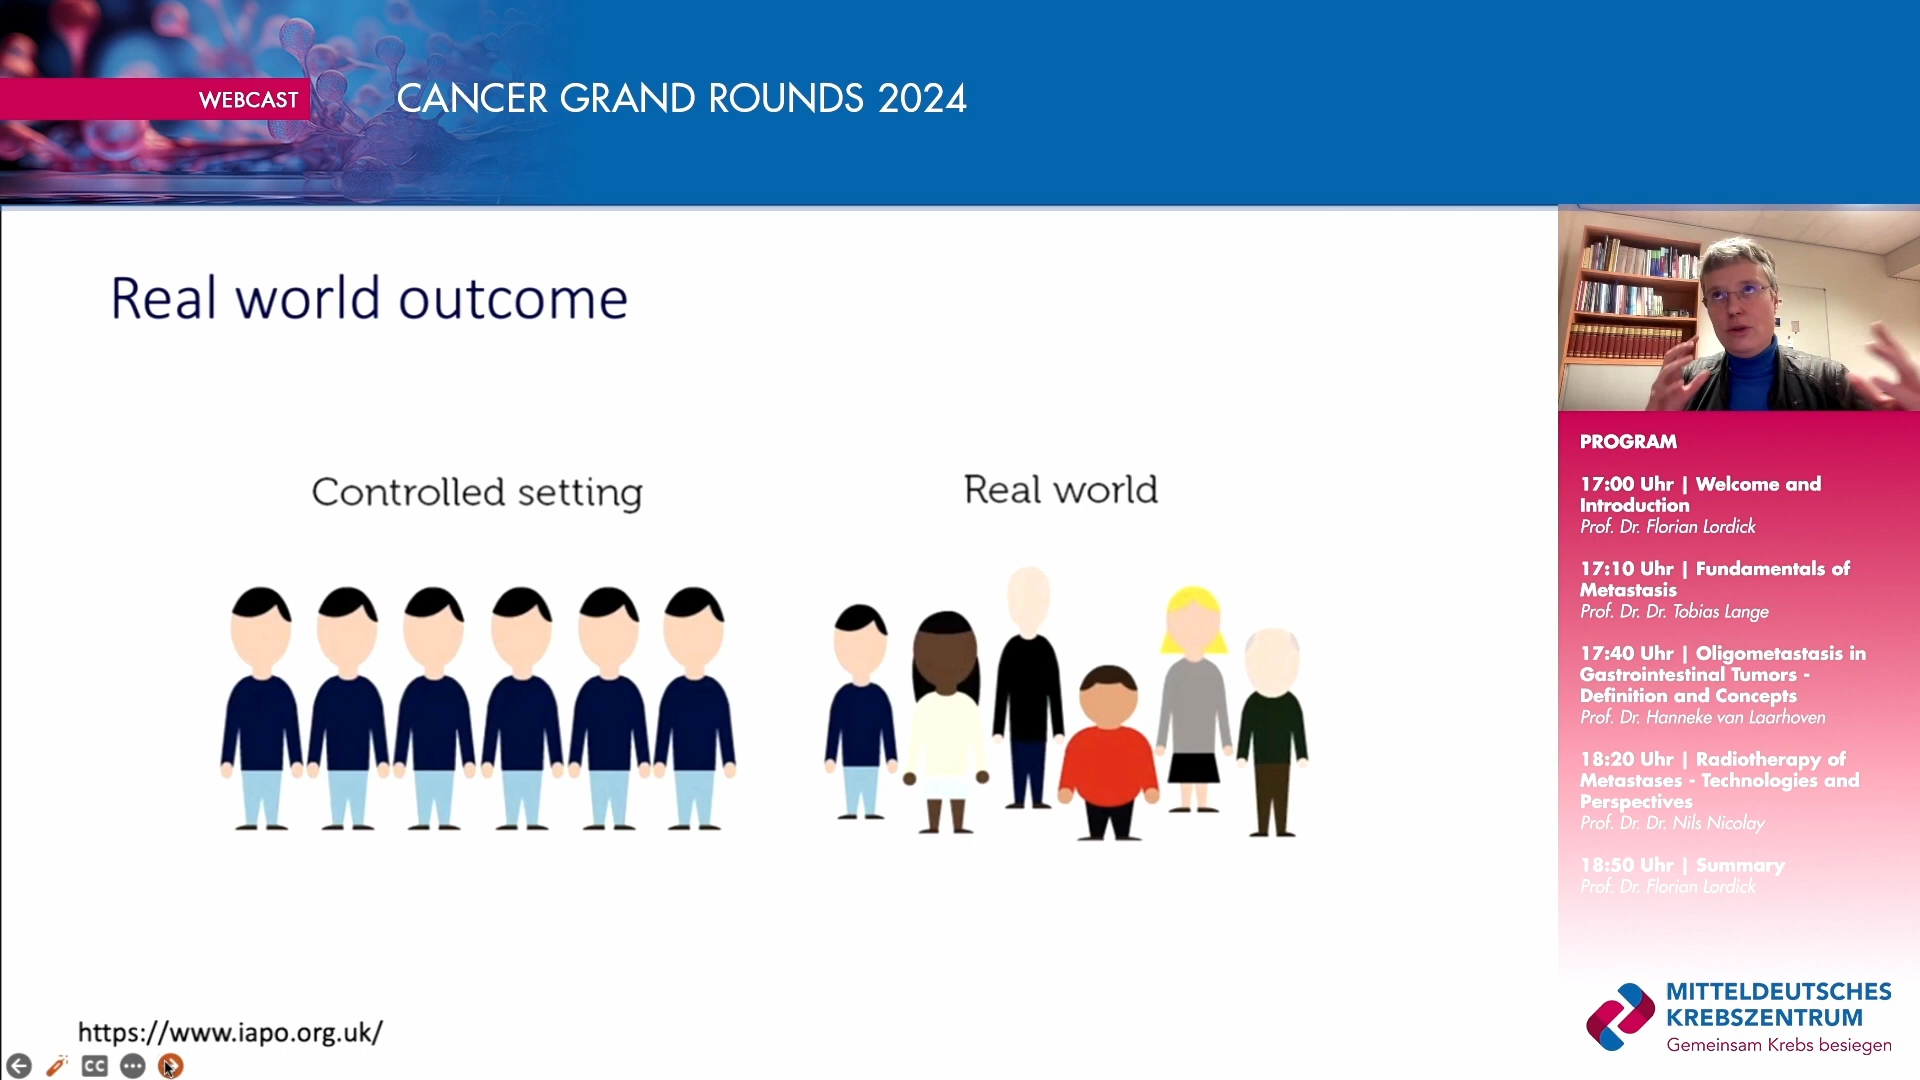 WEBCAST
CANCER GRAND ROUNDS 2024
Real world outcome
Controlled setting
Real world
https://www.iapo.org.uk/
CC
PROGRAM
17:00 Uhr | Welcome and
Introduction
Prof. Dr. Florian Lordick
17:10 Uhr | Fundamentals of
Metastasis
Prof. Dr. Dr. Tobias Lange
17:40 Uhr | Oligometastasis in
Gastrointestinal Tumors -
Definition and Concepts
Prof. Dr. Hanneke van Laarhoven
18:20 Uhr | Radiotherapy of
Metastases - Technologies and
Perspectives
Prof. Dr. Dr. Nils Nicolay
18:50 Uhr | Summary
Prof. Dr. Florian Lordick
MITTELDEUTSCHES
KREBSZENTRUM
Gemeinsam Krebs besiegen